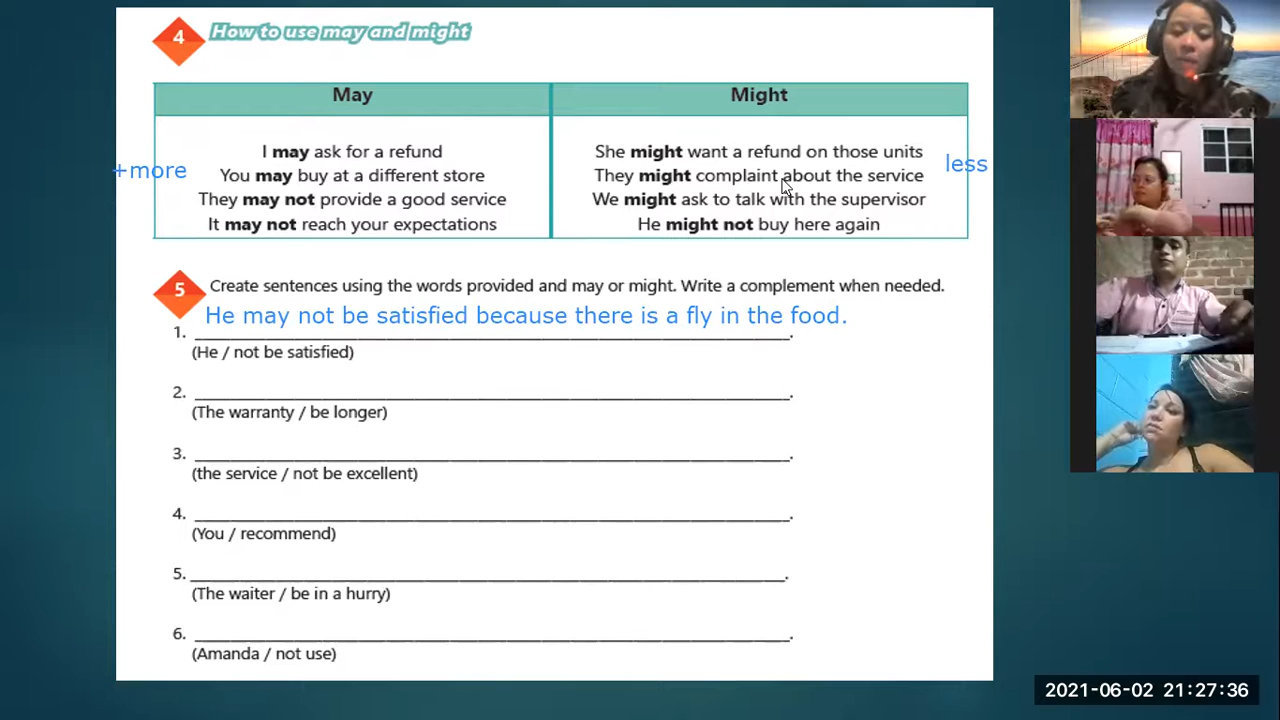 4 How to use may and might
May Might
I may ask for a refund She might want a refund on those units
+more less
You may buy at a different store They might complaint about the service
They may not provide a good service We might ask to talk with the supervisor
It may not reach your expectations He might not buy here again
5 Create sentences using the words provided and may or might. Write a complement when needed.
He may not be satisfied because there is a fly in the food.
1. ___.
(He / not be satisfied)
2. ___.
(The warranty / be longer)
3. ___.
(the service / not be excellent)
4. ___.
(You / recommend)
5. ___.
(The waiter / be in a hurry)
6. ___.
(Amanda / not use)
2021-06-02 21:27:36